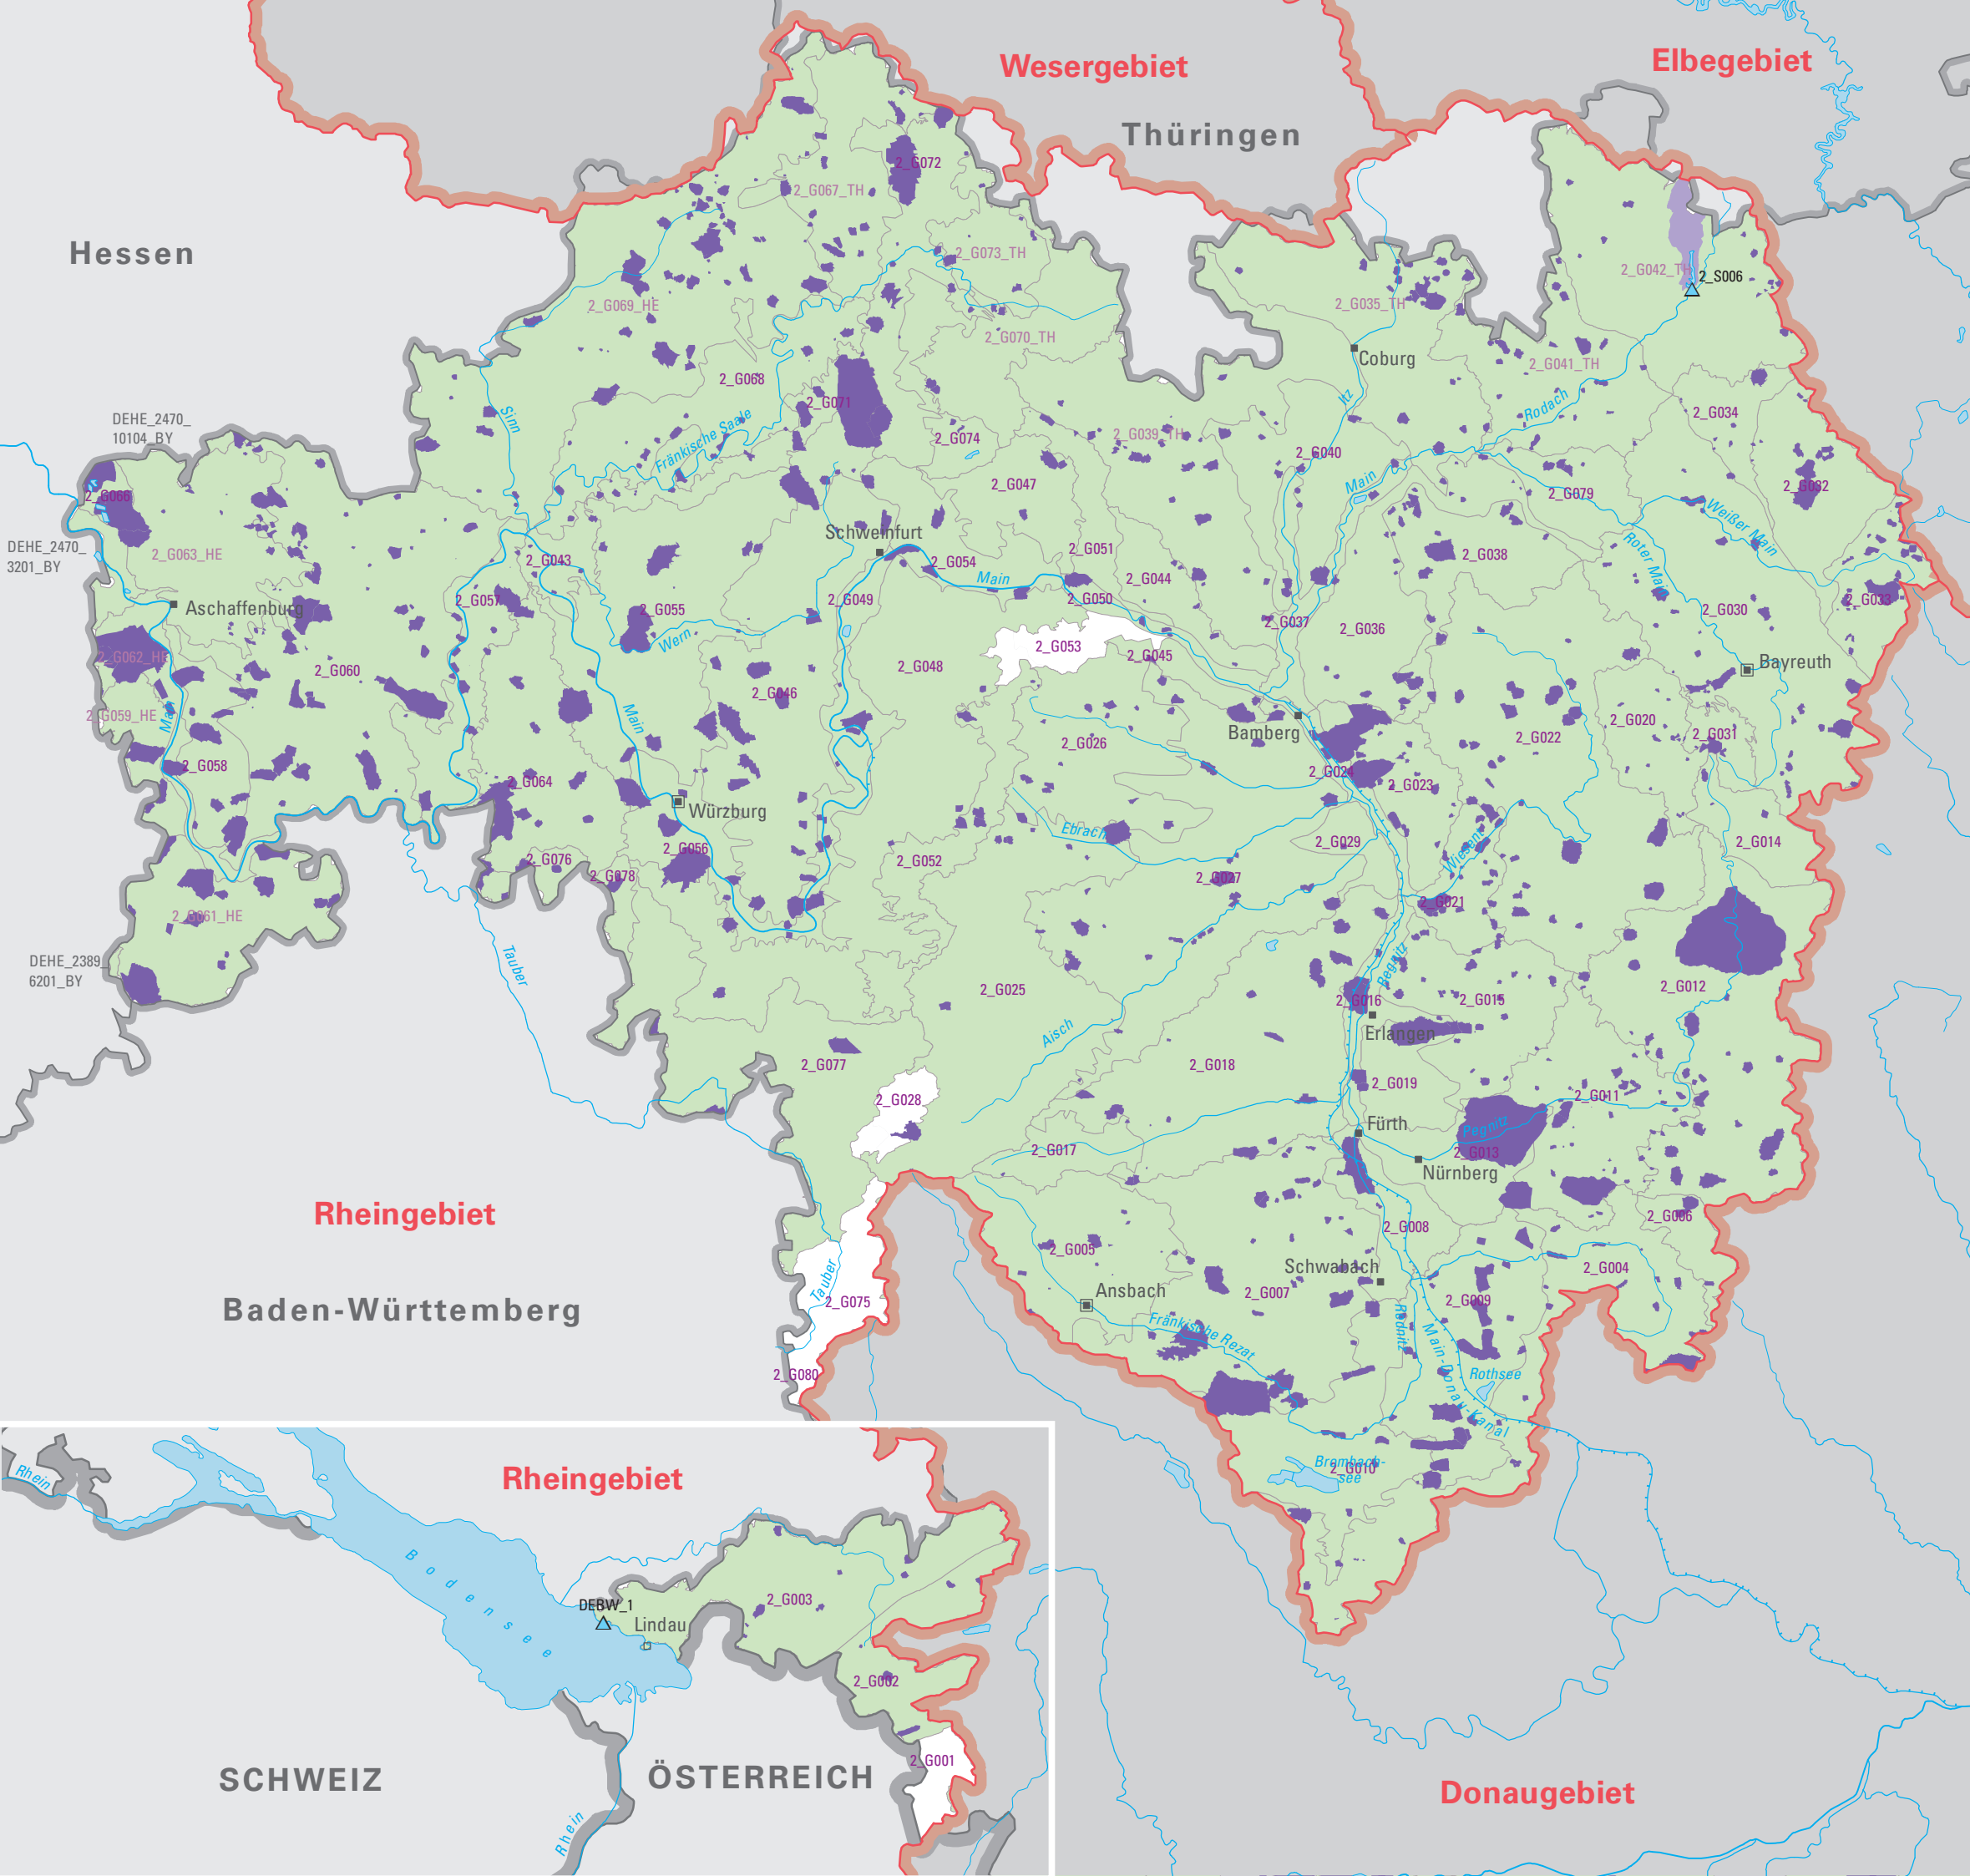 Wesergebiet
Elbegebiet
Thüringen
Hessen
2_G072
2_G067_TH
2_G073_TH
2_G042_TH
2_S006
2_G069_HE
2_G035_TH
2_G070_TH
Coburg
2_G041_TH
2_G068
2_G071
Itz
Rodach
2_G034
DEHE_2470_
10104_BY
Sinn
Fränkische Saale
2_G074
2_G039_TH
2_G040
Main
2_G047
2_G079
2_G032
2_G066
Weißer Main
Schweinfurt
DEHE_2470_
3201_BY
2_G063_HE
2_G043
2_G054
2_G051
2_G038
Roter Main
Main
2_G044
Aschaffenburg
2_G057
2_G055
2_G049
2_G050
2_G030
2_G033
2_G037
2_G036
Wern
2_G053
2_G045
2_G062_HE
2_G060
2_G048
Bayreuth
2_G046
2_G059_HE
Main
Main
2_G020
2_G031
Bamberg
2_G026
2_G022
2_G058
2_G024
2_G064
2_G023
Würzburg
Ebrach
2_G029
Wiesent
2_G014
2_G056
2_G076
2_G052
2_G078
2_G027
2_G021
2_G061_HE
Tauber
DEHE_2389_
6201_BY
Pegnitz
2_G025
2_G016
2_G015
2_G012
Aisch
Erlangen
2_G077
2_G018
2_G019
2_G011
2_G028
Fürth
Pegnitz
2_G017
2_G013
Nürnberg
Rheingebiet
2_G006
2_G008
2_G005
Schwabach
2_G004
Tauber
Ansbach
2_G007
2_G009
2_G075
Baden-Württemberg
Fränkische Rezat
Rednitz
Main-Donau-Kanal
Rothsee
2_G080
Brombach-
see
2_G010
Rheingebiet
Rhein
Bodensee
DEBW_1
2_G003
Lindau
2_G002
2_G001
SCHWEIZ
ÖSTERREICH
Rhein
Donaugebiet